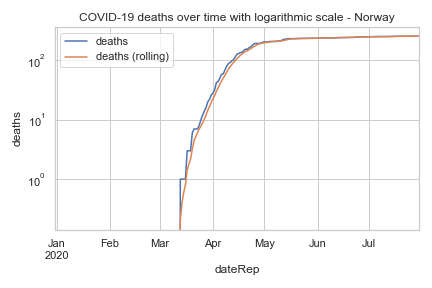 COVID-19 deaths over time with logarithmic scale - Norway
deaths
deaths (rolling)
10²
10¹
10⁰
deaths
Jan Feb Mar Apr May Jun Jul
2020
dateRep